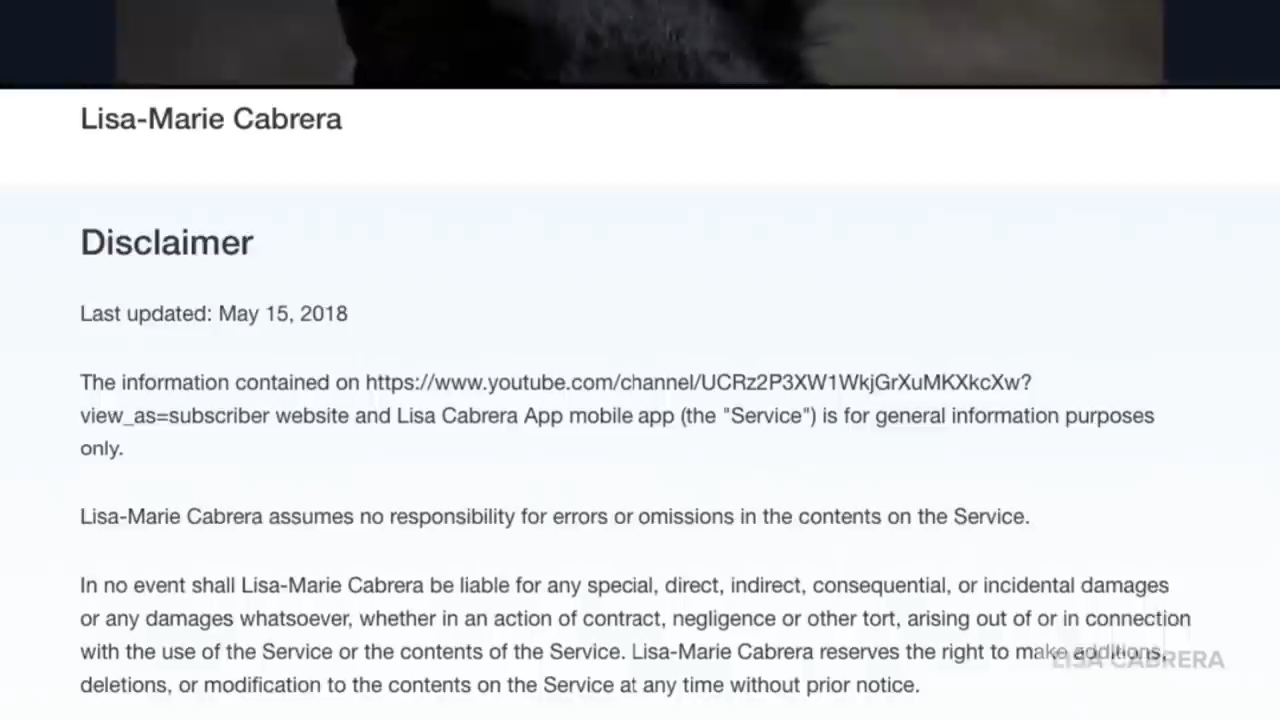 Lisa-Marie Cabrera
Disclaimer
Last updated: May 15, 2018
The information contained on https://www.youtube.com/channel/UCRz2P3XW1WkjGrXuMKXkcXw?
view_as=subscriber website and Lisa Cabrera App mobile app (the "Service") is for general information purposes
only.
Lisa-Marie Cabrera assumes no responsibility for errors or omissions in the contents on the Service.
In no event shall Lisa-Marie Cabrera be liable for any special, direct, indirect, consequential, or incidental damages
or any damages whatsoever, whether in an action of contract, negligence or other tort, arising out of or in connection
with the use of the Service or the contents of the Service. Lisa-Marie Cabrera reserves the right to make additions,
LISA CABRERA
deletions, or modification to the contents on the Service at any time without prior notice.